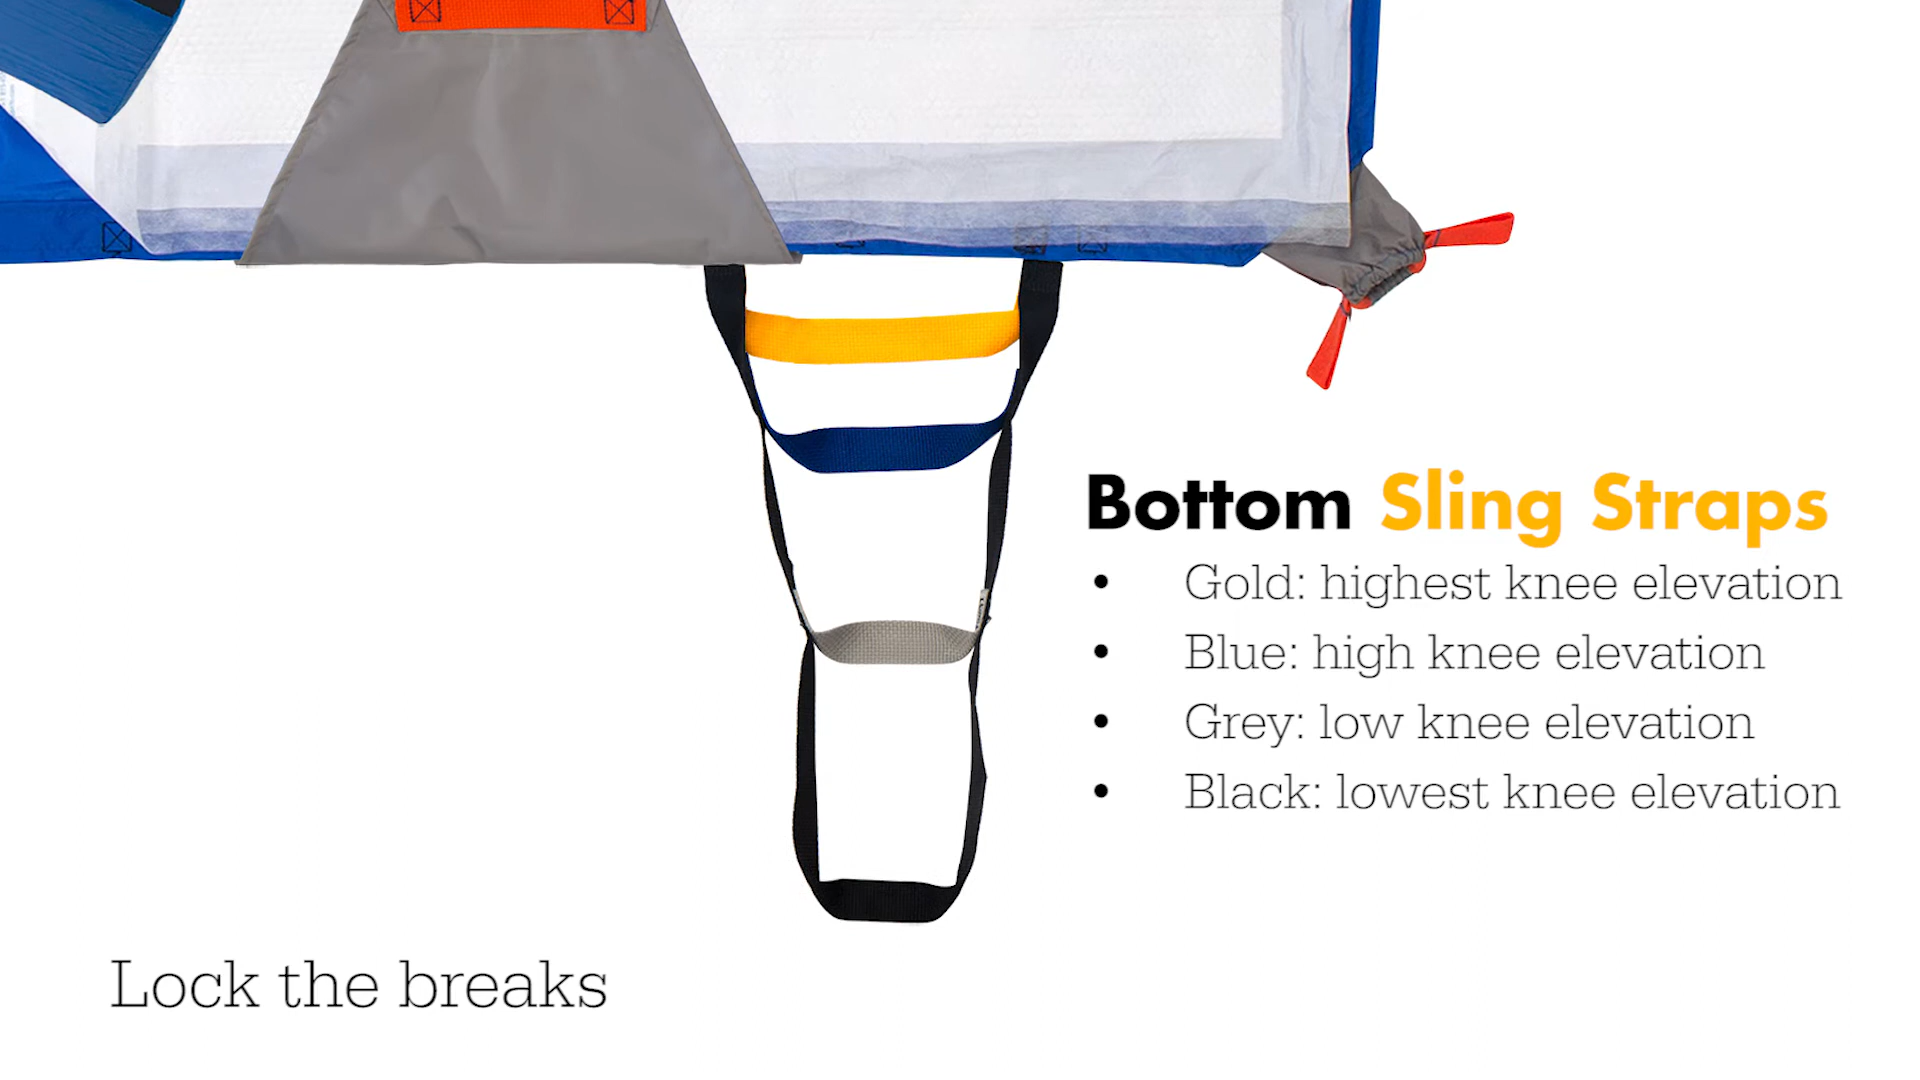 Bottom Sling Straps
• Gold: highest knee elevation
• Blue: high knee elevation
• Grey: low knee elevation
• Black: lowest knee elevation
Lock the breaks